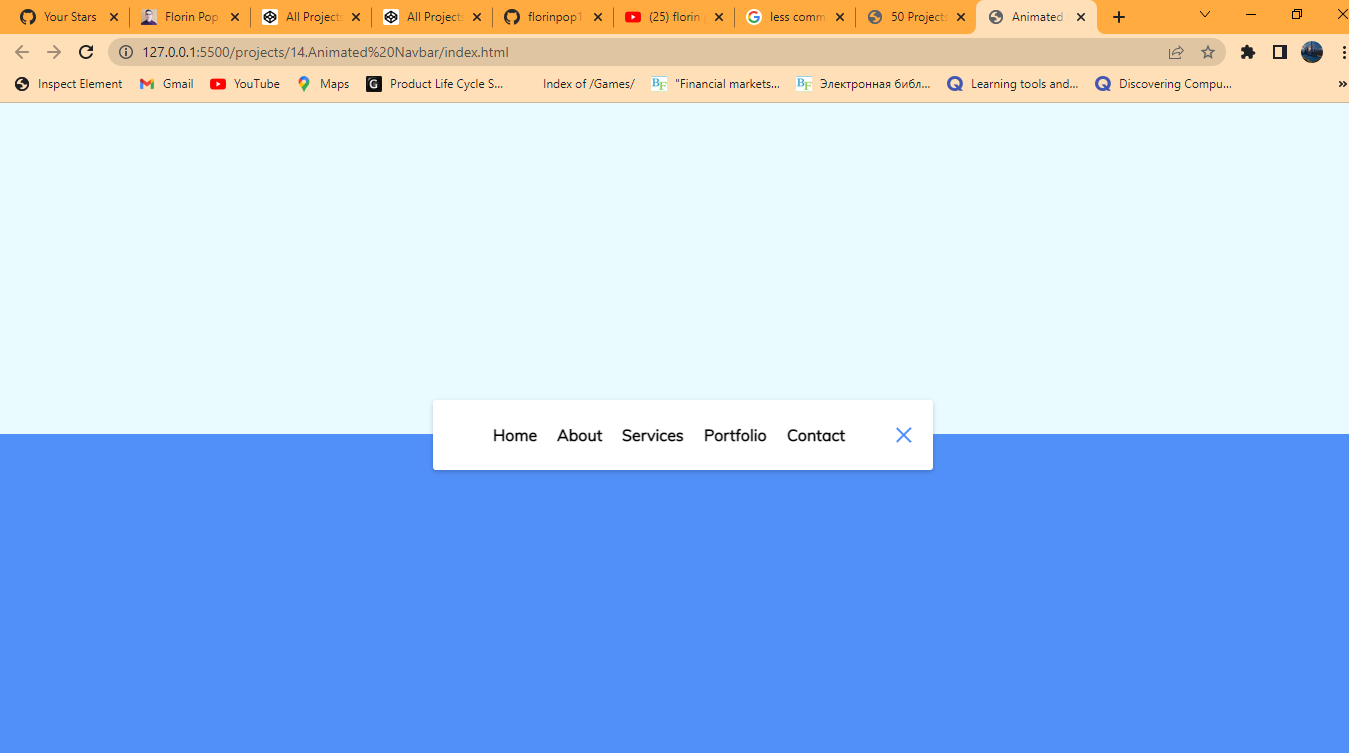 Your Stars Florin Pop All Projects All Projects florinpop1 (25) florin less comm 50 Projects Animated
127.0.0.1:5500/projects/14.Animated%20Navbar/index.html
Inspect Element Gmail YouTube Maps G Product Life Cycle S... Index of /Games/ BF "Financial markets... BF Электронная библ... Learning tools and... Discovering Compu... »
Home About Services Portfolio Contact